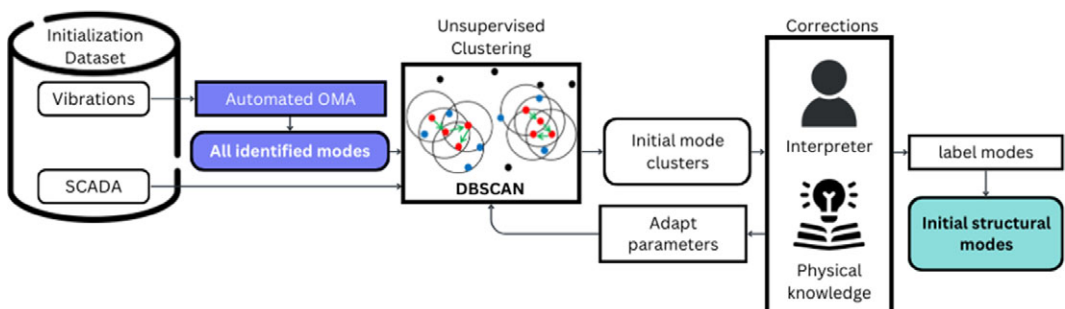 Initialization
Dataset
Vibrations
SCADA
Automated OMA
All identified modes
Unsupervised
Clustering
DBSCAN
Initial mode
clusters
Adapt
parameters
Corrections
Interpreter
Physical
knowledge
label modes
Initial structural
modes